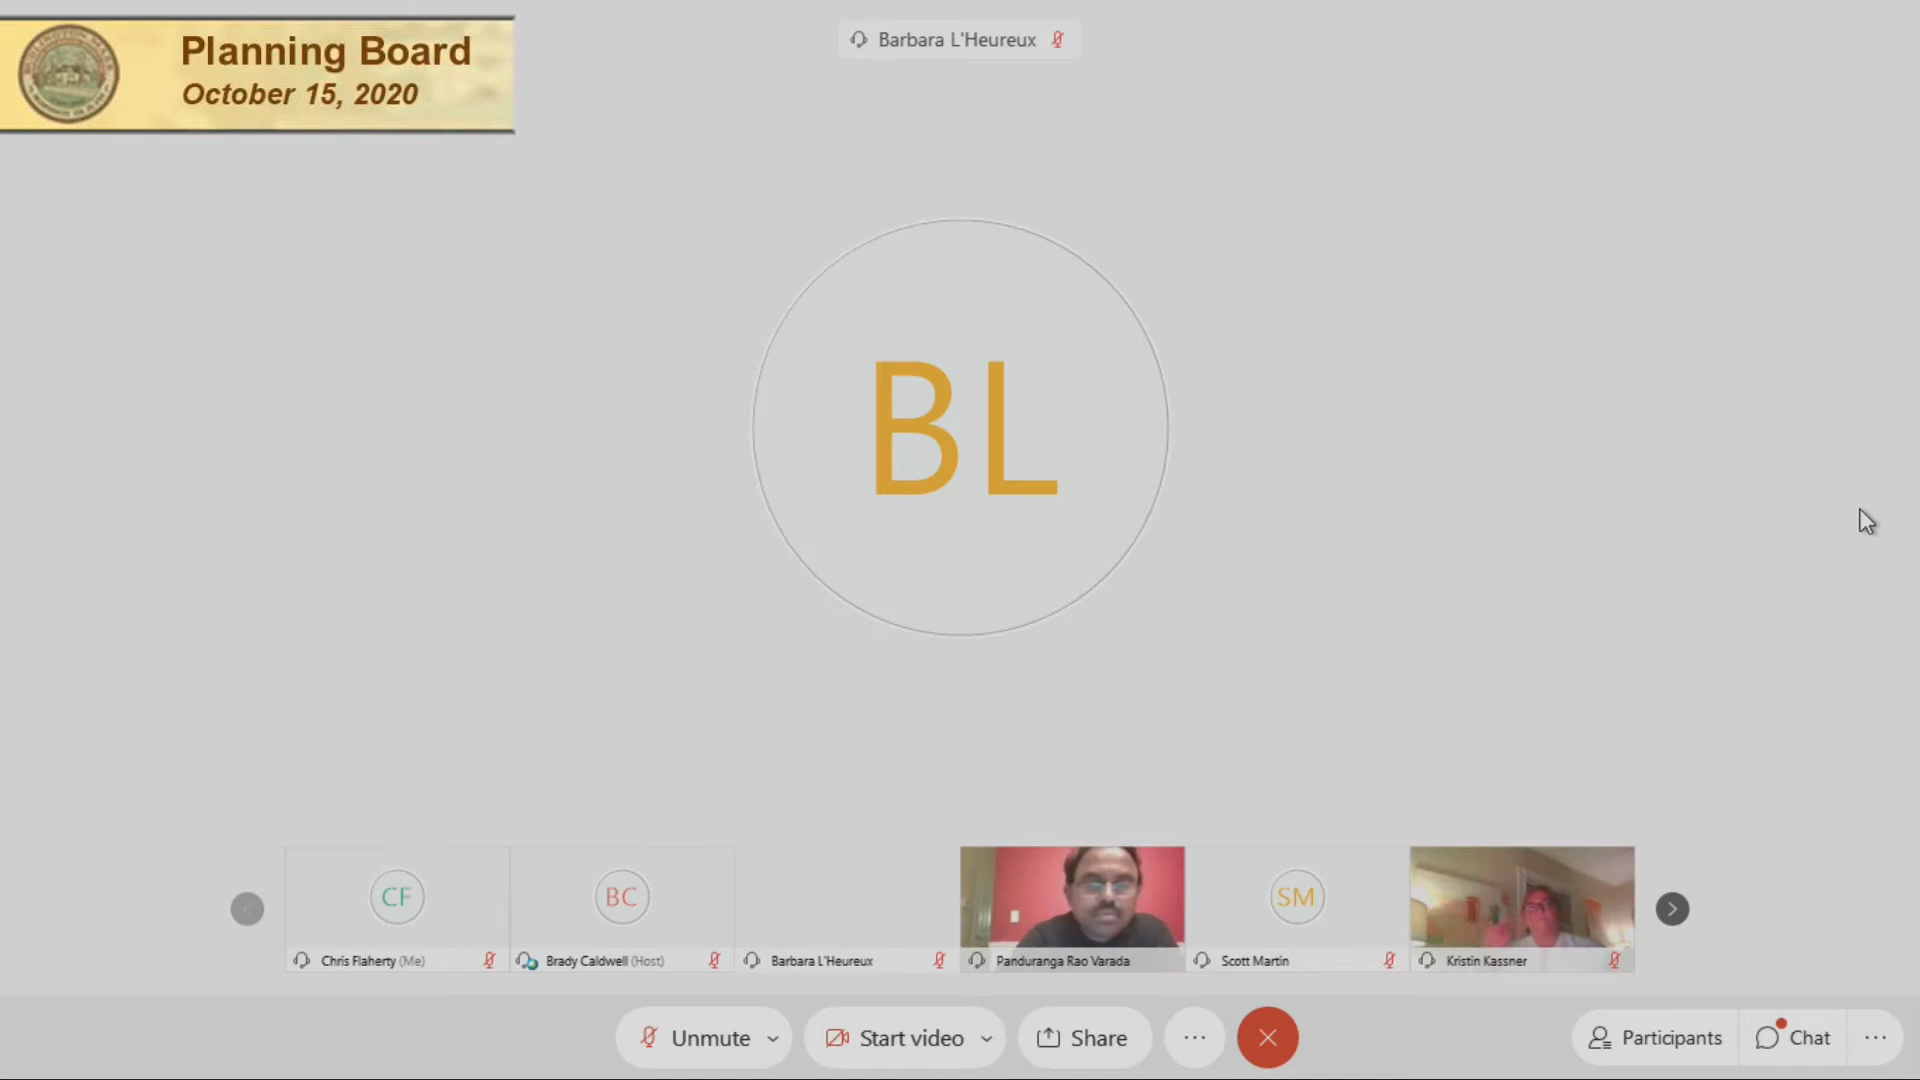 Planning Board
October 15, 2020
Barbara L'Heureux
BL
CF
BC
SM
Chris Flaherty (Me)
Brady Caldwell (Host)
Barbara L'Heureux
Panduranga Rao Varada
Scott Martin
Kristin Kassner
Unmute
Start video
Share
Participants
Chat